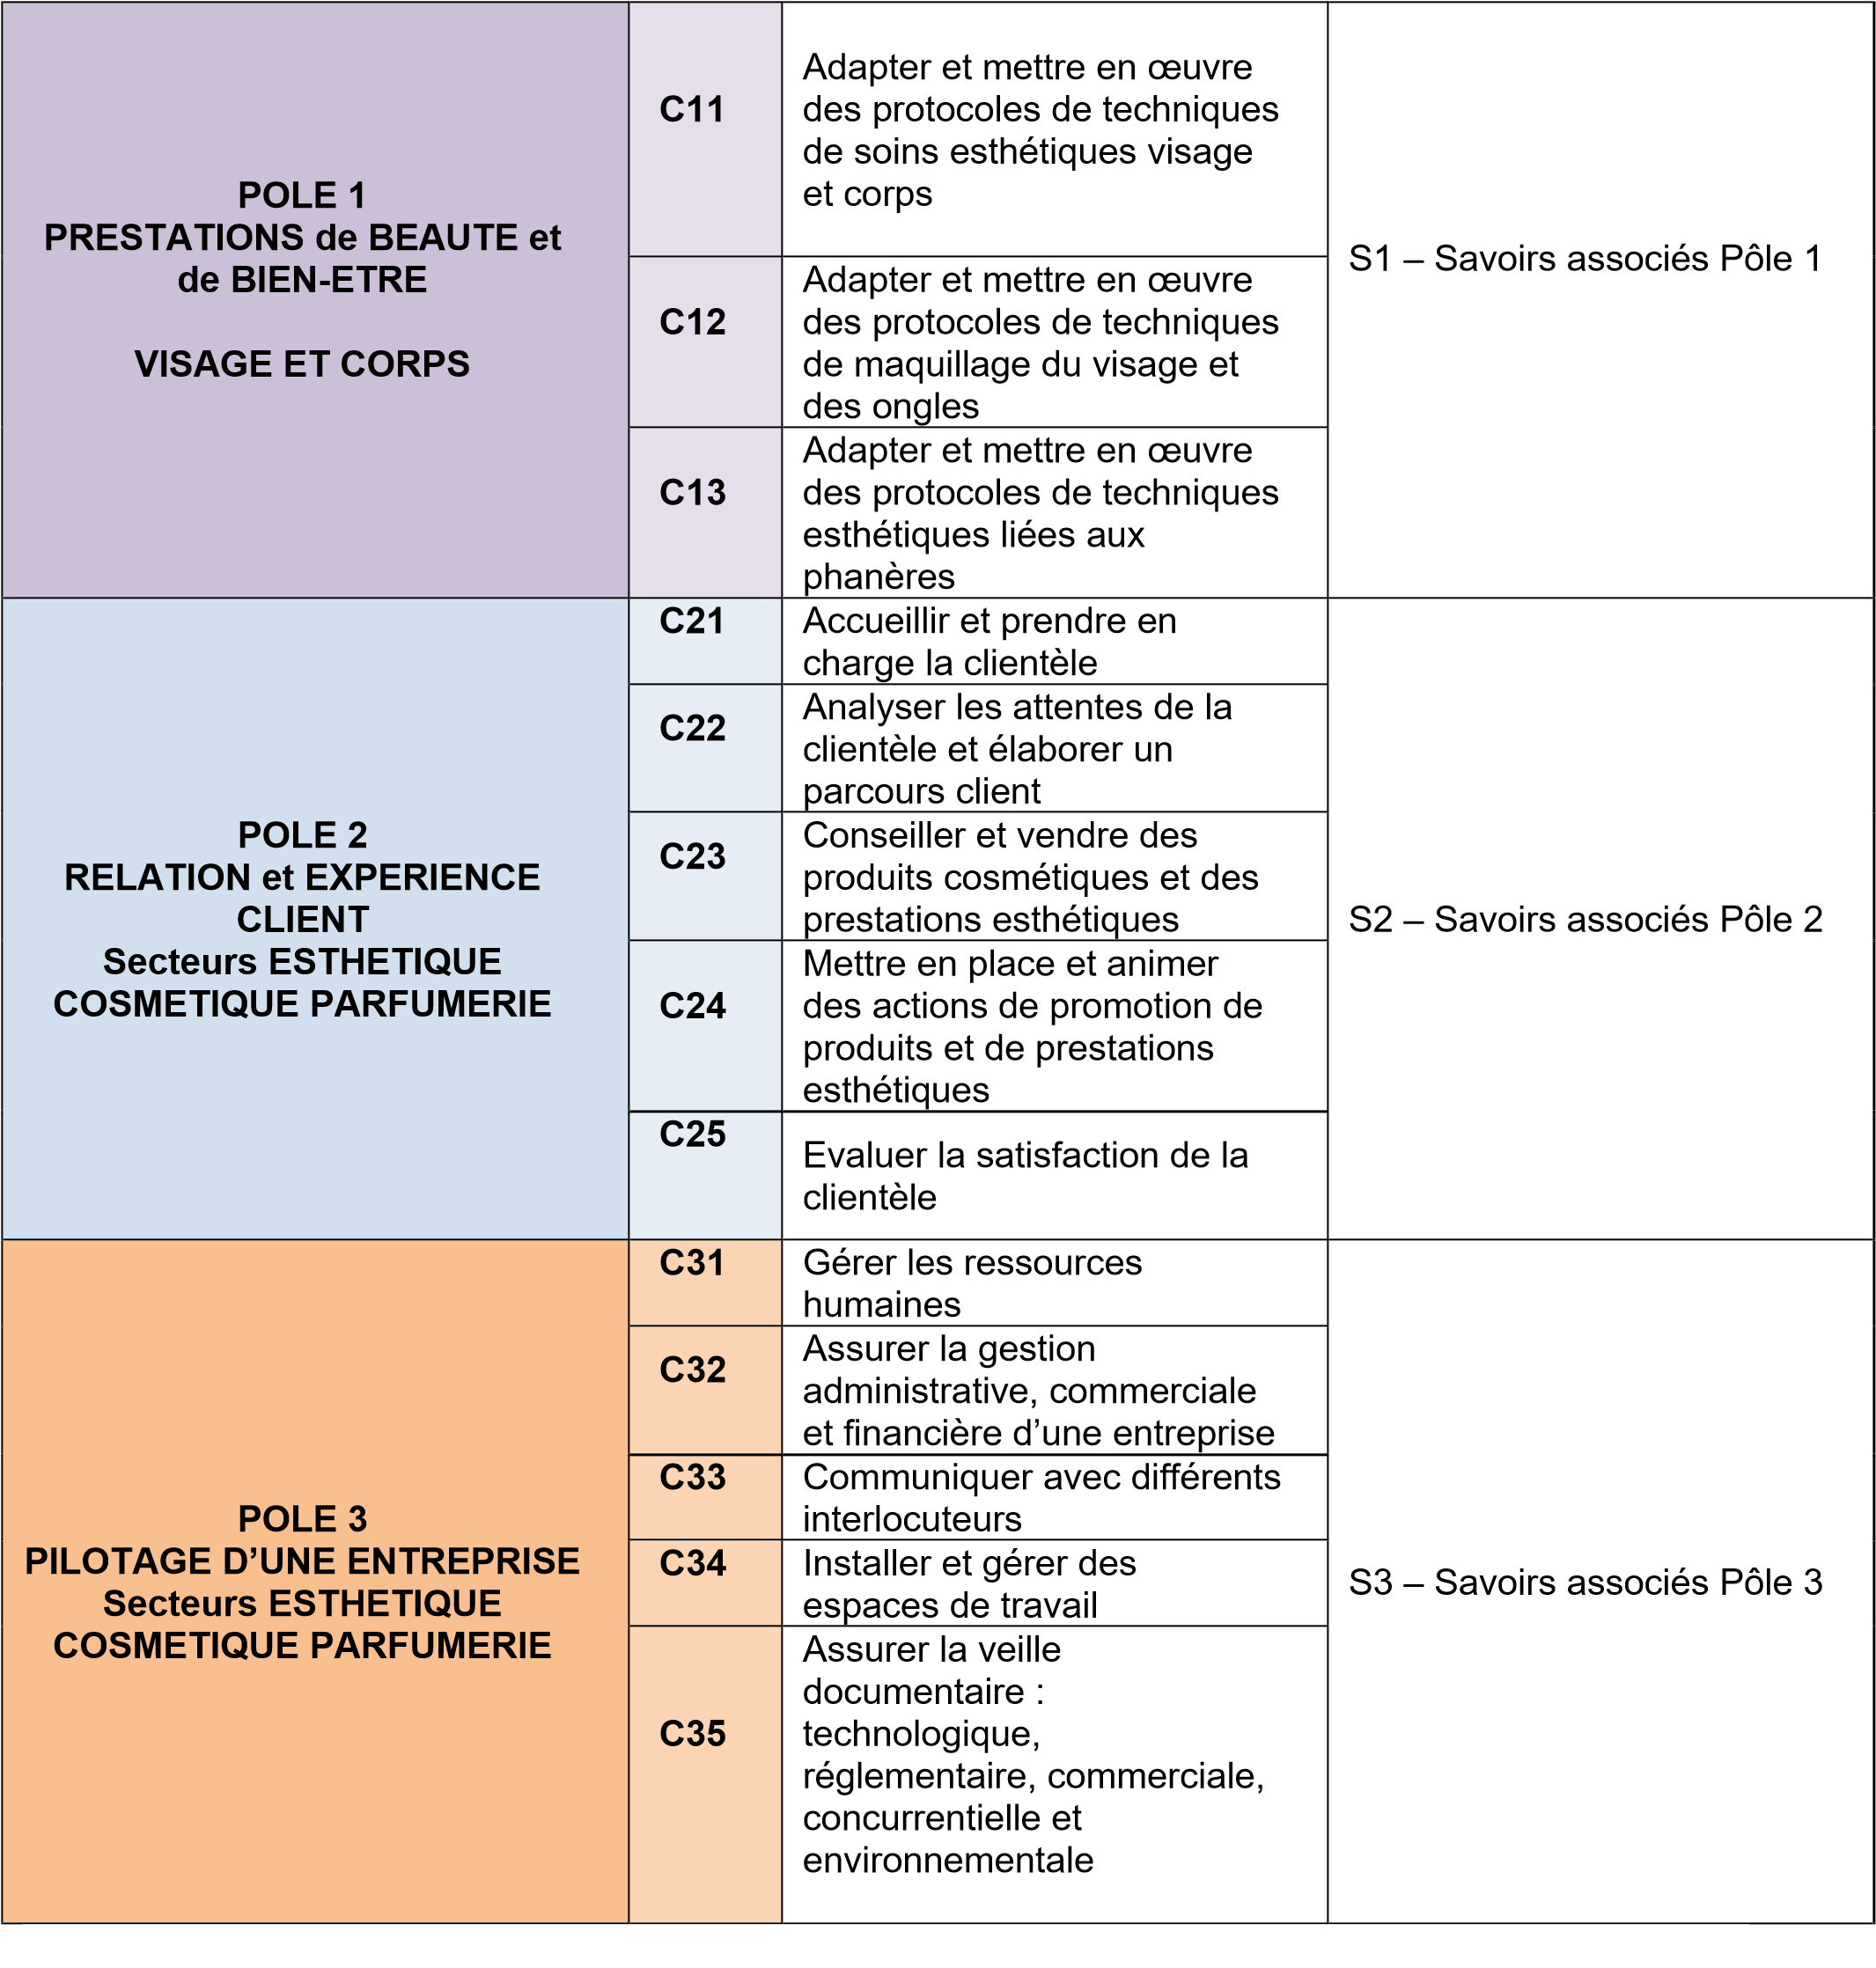 POLE 1
PRESTATIONS de BEAUTE et
de BIEN-ETRE
VISAGE ET CORPS
C11
Adapter et mettre en œuvre
des protocoles de techniques
de soins esthétiques visage
et corps
C12
Adapter et mettre en œuvre
des protocoles de techniques
de maquillage du visage et
des ongles
C13
Adapter et mettre en œuvre
des protocoles de techniques
esthétiques liées aux
phanères
S1 – Savoirs associés Pôle 1
POLE 2
RELATION et EXPERIENCE
CLIENT
Secteurs ESTHETIQUE
COSMETIQUE PARFUMERIE
C21
Accueillir et prendre en
charge la clientèle
C22
Analyser les attentes de la
clientèle et élaborer un
parcours client
C23
Conseiller et vendre des
produits cosmétiques et des
prestations esthétiques
C24
Mettre en place et animer
des actions de promotion de
produits et de prestations
esthétiques
C25
Evaluer la satisfaction de la
clientèle
S2 – Savoirs associés Pôle 2
POLE 3
PILOTAGE D’UNE ENTREPRISE
Secteurs ESTHETIQUE
COSMETIQUE PARFUMERIE
C31
Gérer les ressources
humaines
C32
Assurer la gestion
administrative, commerciale
et financière d’une entreprise
C33
Communiquer avec différents
interlocuteurs
C34
Installer et gérer des
espaces de travail
C35
Assurer la veille
documentaire :
technologique,
réglementaire, commerciale,
concurrentielle et
environnementale
S3 – Savoirs associés Pôle 3